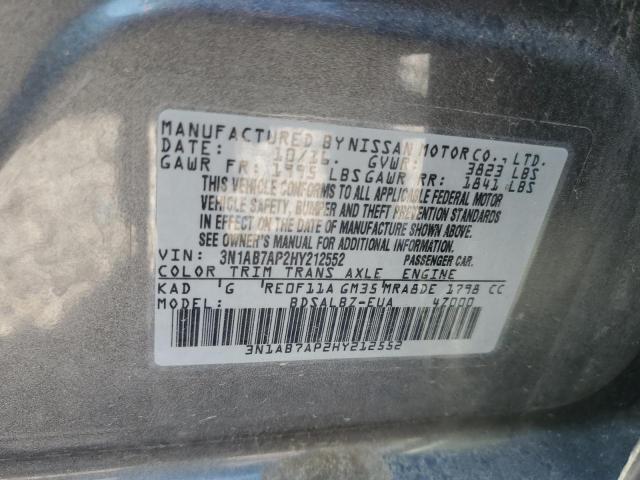 MANUFACTURED BY NISSAN MOTOR CO., LTD.
DATE: 10/16. GVWR: 3823 LBS
GAWR FR: 1995 LBS GAWR RR: 1841 LBS
THIS VEHICLE CONFORMS TO ALL APPLICABLE FEDERAL MOTOR
VEHICLE SAFETY, BUMPER AND THEFT PREVENTION STANDARDS
IN EFFECT ON THE DATE OF MANUFACTURE SHOWN ABOVE.
SEE OWNER'S MANUAL FOR ADDITIONAL INFORMATION.
VIN: 3N1AB7AP2HY212552 PASSENGER CAR.
COLOR TRIM TRANS AXLE ENGINE
KAD G RE0F11A GM35 MRA8DE 1798 CC
MODEL: BDSALBZ-EUA 47000
3N1AB7AP2HY212552